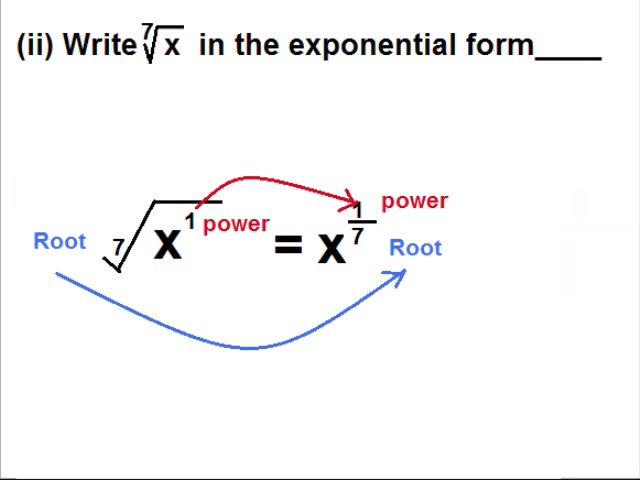 (ii) Write ⁷√x in the exponential form____
Root 7√x¹ power = x^(1/7) power Root